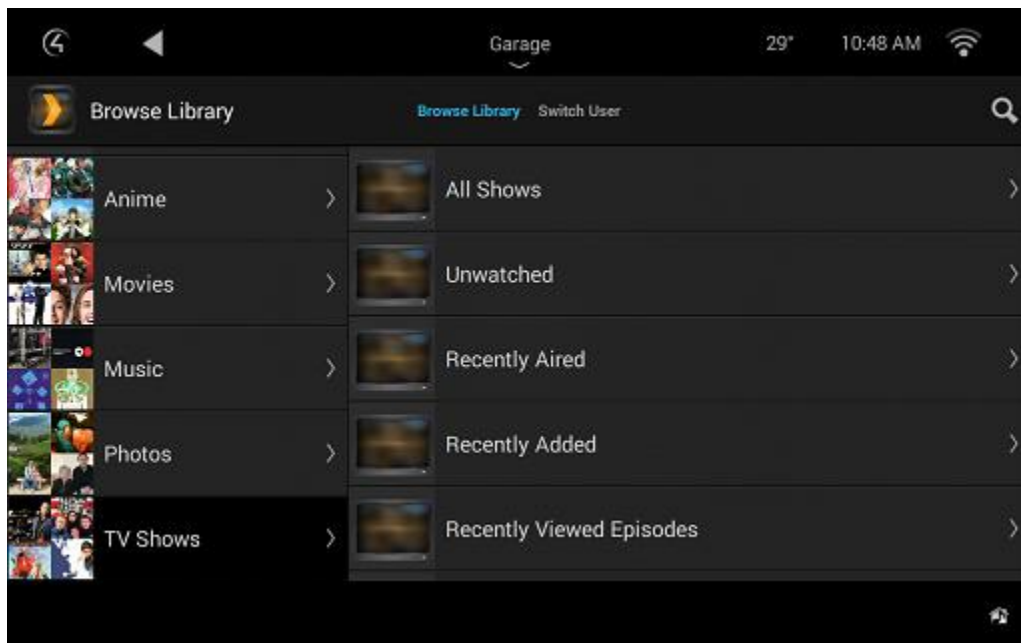 Garage 29° 10:48 AM
Browse Library Browse Library Switch User
Anime
Movies
Music
Photos
TV Shows
All Shows
Unwatched
Recently Aired
Recently Added
Recently Viewed Episodes